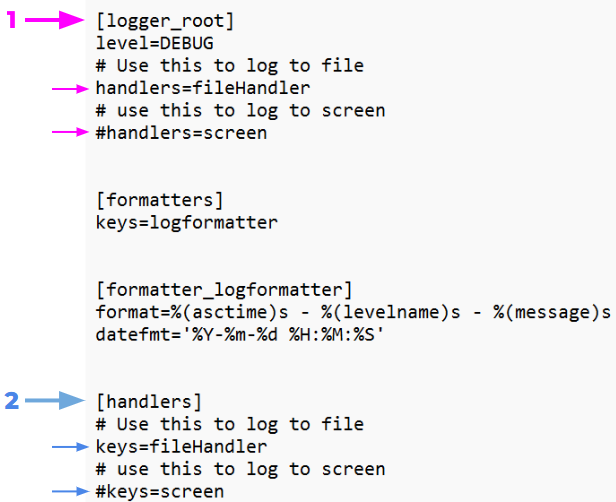 1 [logger_root]
level=DEBUG
# Use this to log to file
handlers=fileHandler
# use this to log to screen
#handlers=screen
[formatters]
keys=logformatter
[formatter_logformatter]
format=%(asctime)s - %(levelname)s - %(message)s
datefmt='%Y-%m-%d %H:%M:%S'
2 [handlers]
# Use this to log to file
keys=fileHandler
# use this to log to screen
#keys=screen